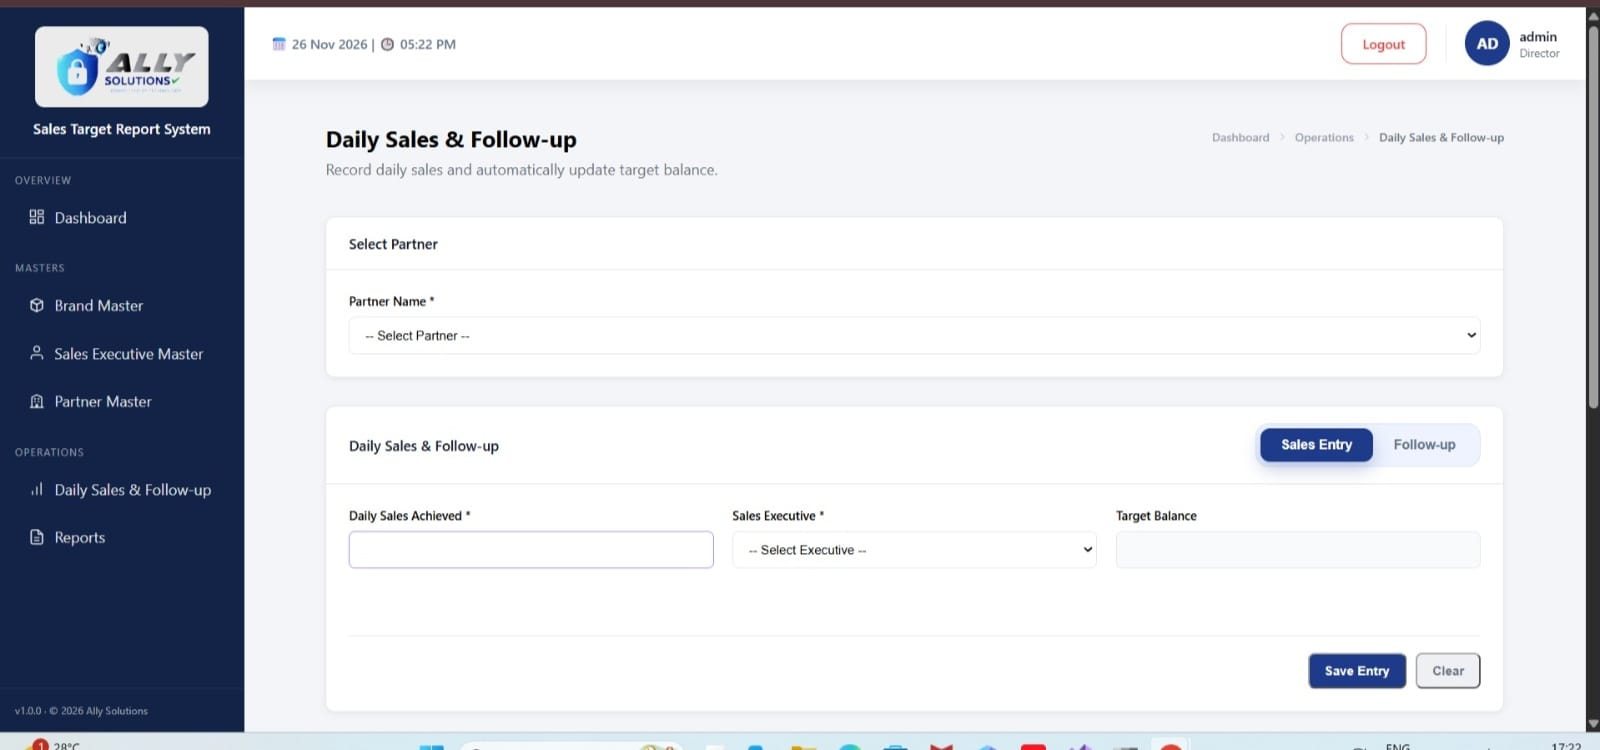 ALLY
SOLUTIONS
Sales Target Report System
OVERVIEW
Dashboard
MASTERS
Brand Master
Sales Executive Master
Partner Master
OPERATIONS
Daily Sales & Follow-up
Reports
v1.0.0 · © 2026 Ally Solutions
26 Nov 2026 | 05:22 PM
Logout
AD
admin
Director
Daily Sales & Follow-up
Record daily sales and automatically update target balance.
Dashboard > Operations > Daily Sales & Follow-up
Select Partner
Partner Name *
-- Select Partner --
Daily Sales & Follow-up
Sales Entry Follow-up
Daily Sales Achieved * Sales Executive * Target Balance
-- Select Executive --
Save Entry Clear
1 28°C
ENG
17:22